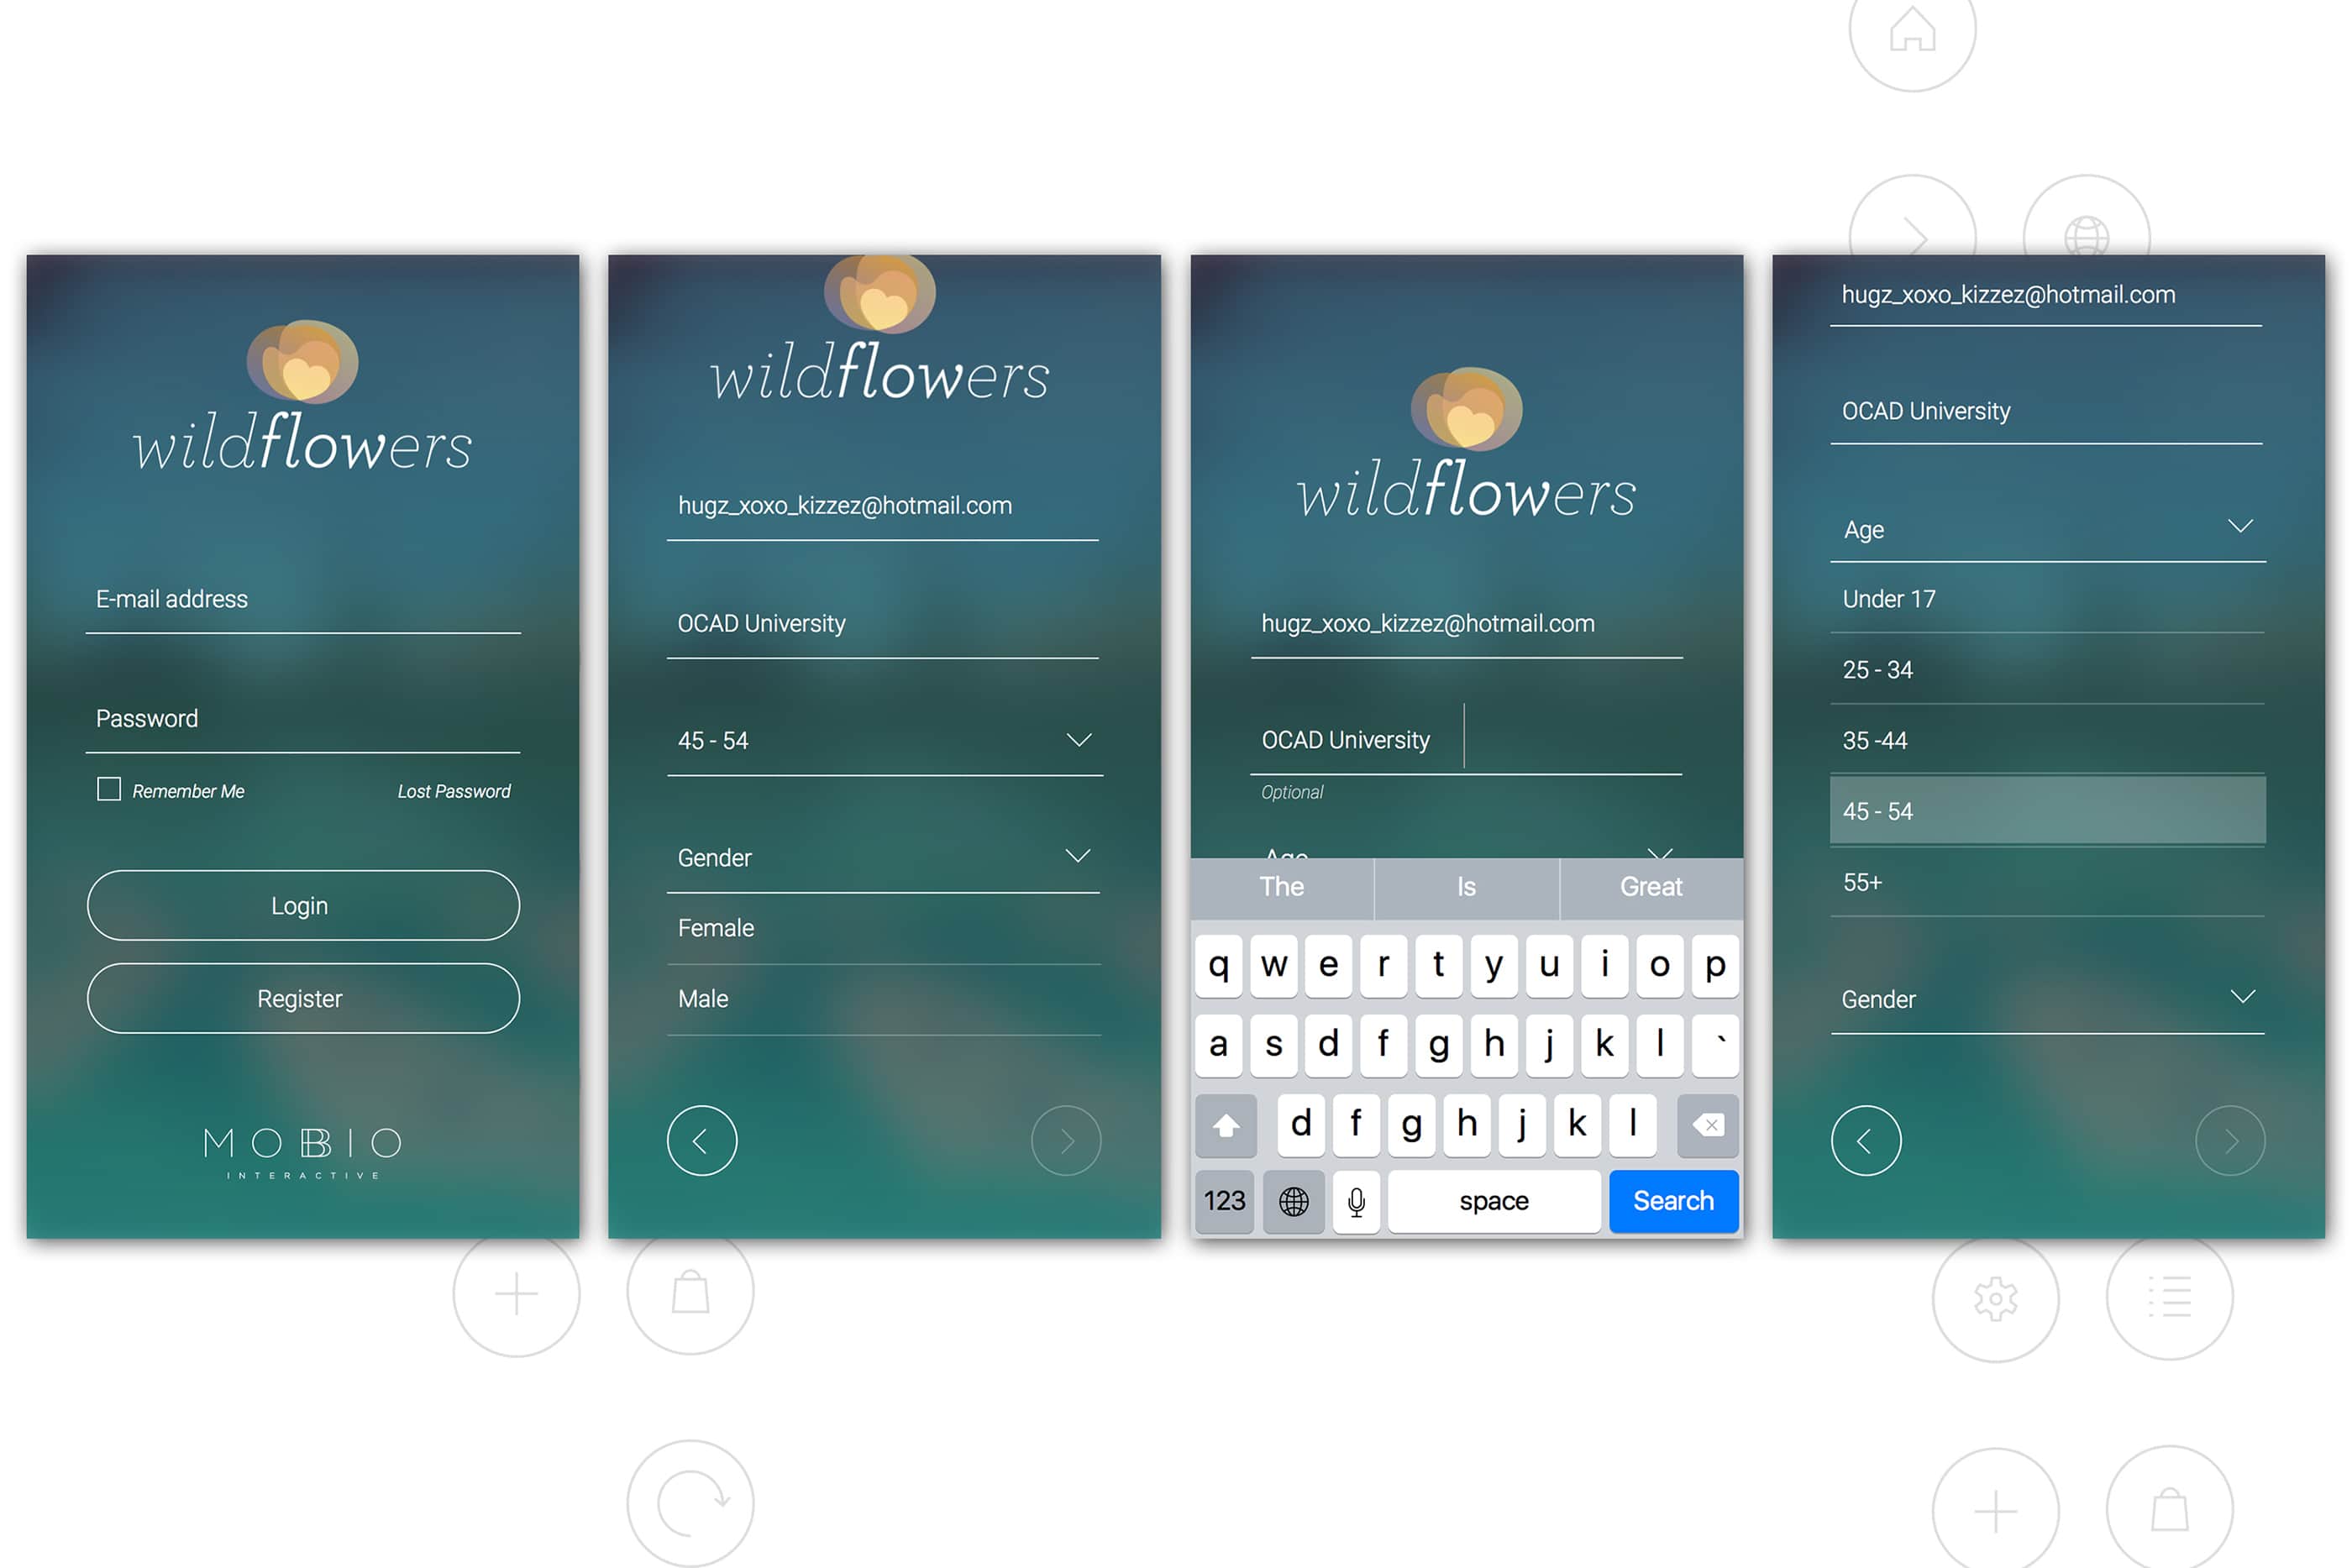 wildflowers
E-mail address
Password
Remember Me
Lost Password
Login
Register
MOBIO
INTERACTIVE
wildflowers
hugz_xoxo_kizzez@hotmail.com
OCAD University
45 - 54
Gender
Female
Male
wildflowers
hugz_xoxo_kizzez@hotmail.com
OCAD University
Optional
Age
The Is Great
q w e r t y u i o p
a s d f g h j k l `
d f g h j k l
123 space Search
hugz_xoxo_kizzez@hotmail.com
OCAD University
Age
Under 17
25 - 34
35 -44
45 - 54
55+
Gender